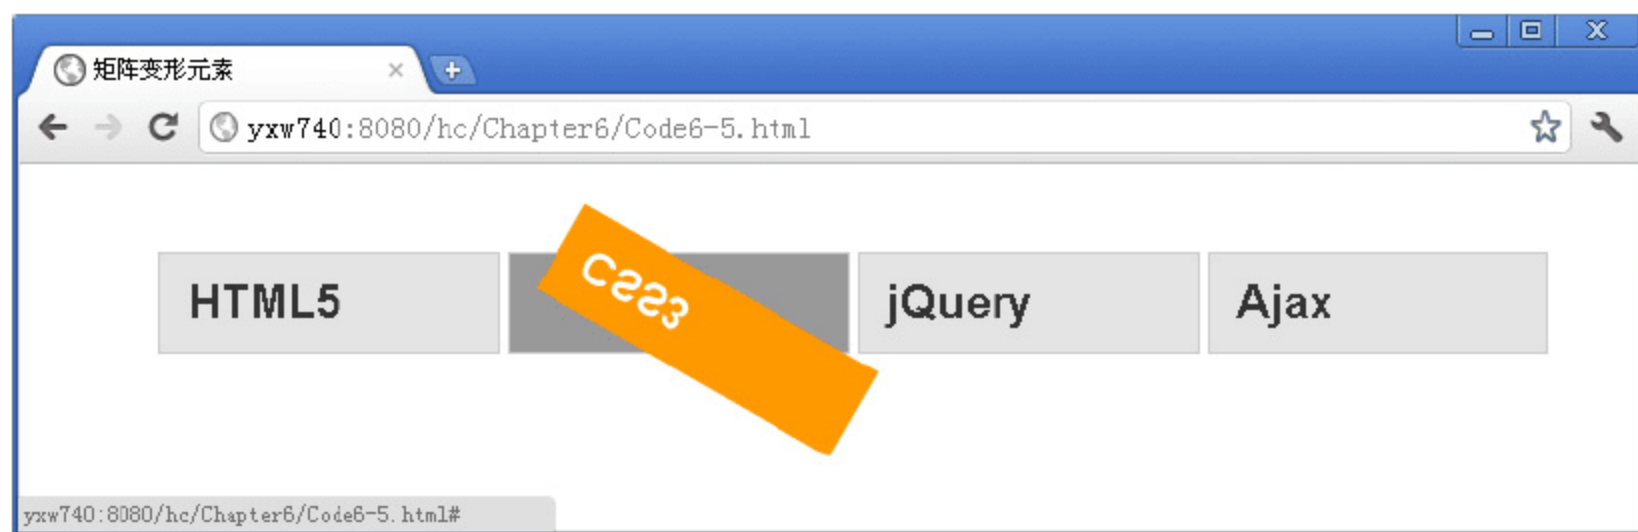 矩阵变形元素
yxw740:8080/hc/Chapter6/Code6-5.html
HTML5
CSS3
jQuery
Ajax
yxw740:8080/hc/Chapter6/Code6-5.html#